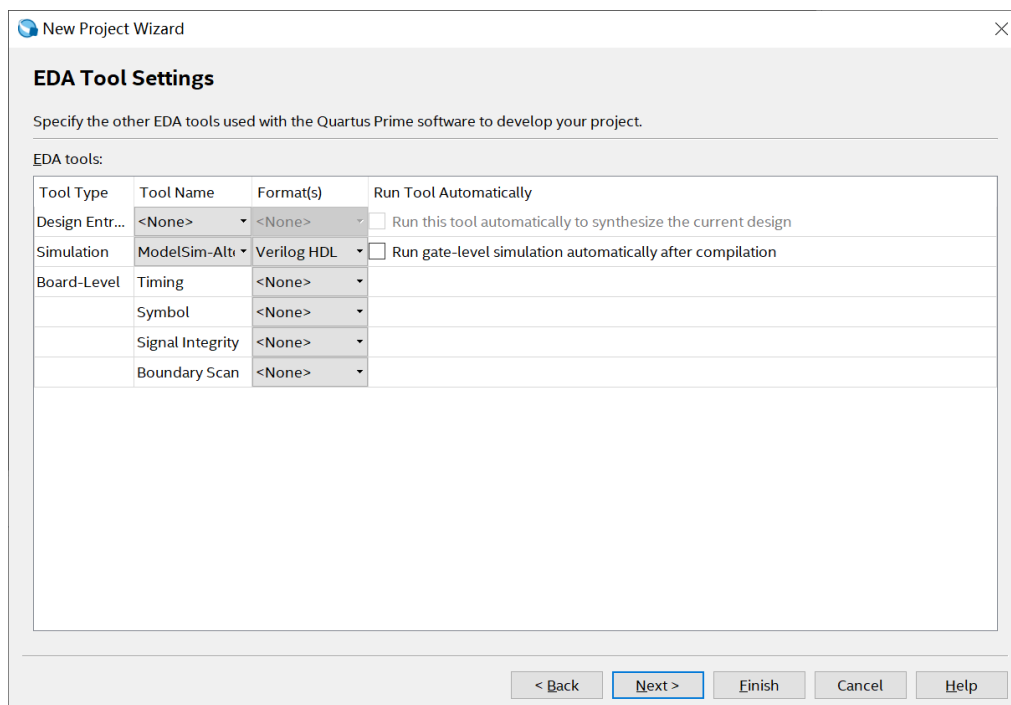 New Project Wizard
EDA Tool Settings
Specify the other EDA tools used with the Quartus Prime software to develop your project.
EDA tools:
Tool Type Tool Name Format(s) Run Tool Automatically
Design Entr... <None> <None> Run this tool automatically to synthesize the current design
Simulation ModelSim-Alt Verilog HDL Run gate-level simulation automatically after compilation
Board-Level Timing <None>
Symbol <None>
Signal Integrity <None>
Boundary Scan <None>
< Back Next > Finish Cancel Help